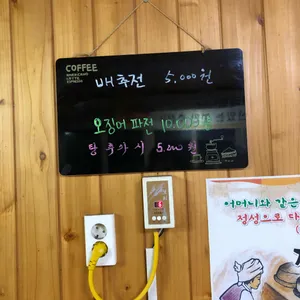 COFFEE
AMERICANO
LATTE
ESPRESSO
배추전 5,000원
오징어 파전 10,000원
탕 추가 시 5,000원
어머니와 같은
정성으로 다